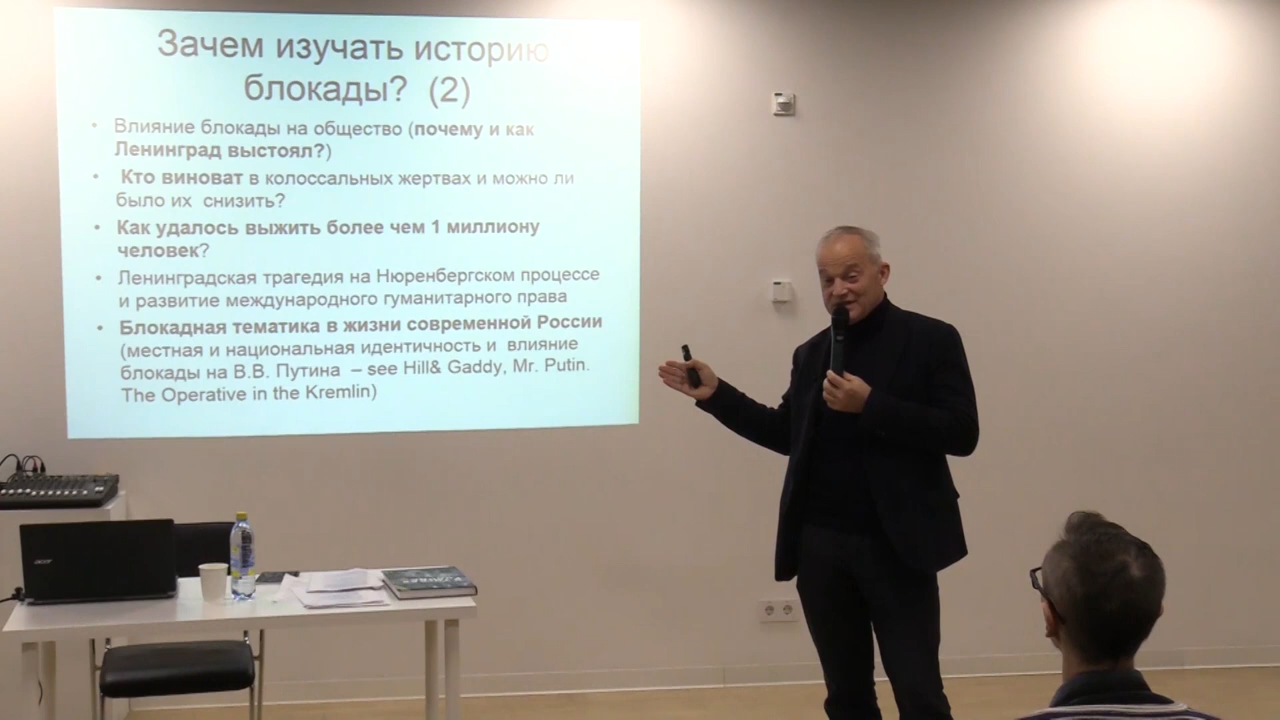 Зачем изучать историю
блокады? (2)
• Влияние блокады на общество (почему и как
Ленинград выстоял?)
• Кто виноват в колоссальных жертвах и можно ли
было их снизить?
• Как удалось выжить более чем 1 миллиону
человек?
• Ленинградская трагедия на Нюренбергском процессе
и развитие международного гуманитарного права
• Блокадная тематика в жизни современной России
(местная и национальная идентичность и влияние
блокады на В.В. Путина – see Hill& Gaddy, Mr. Putin.
The Operative in the Kremlin)
acer